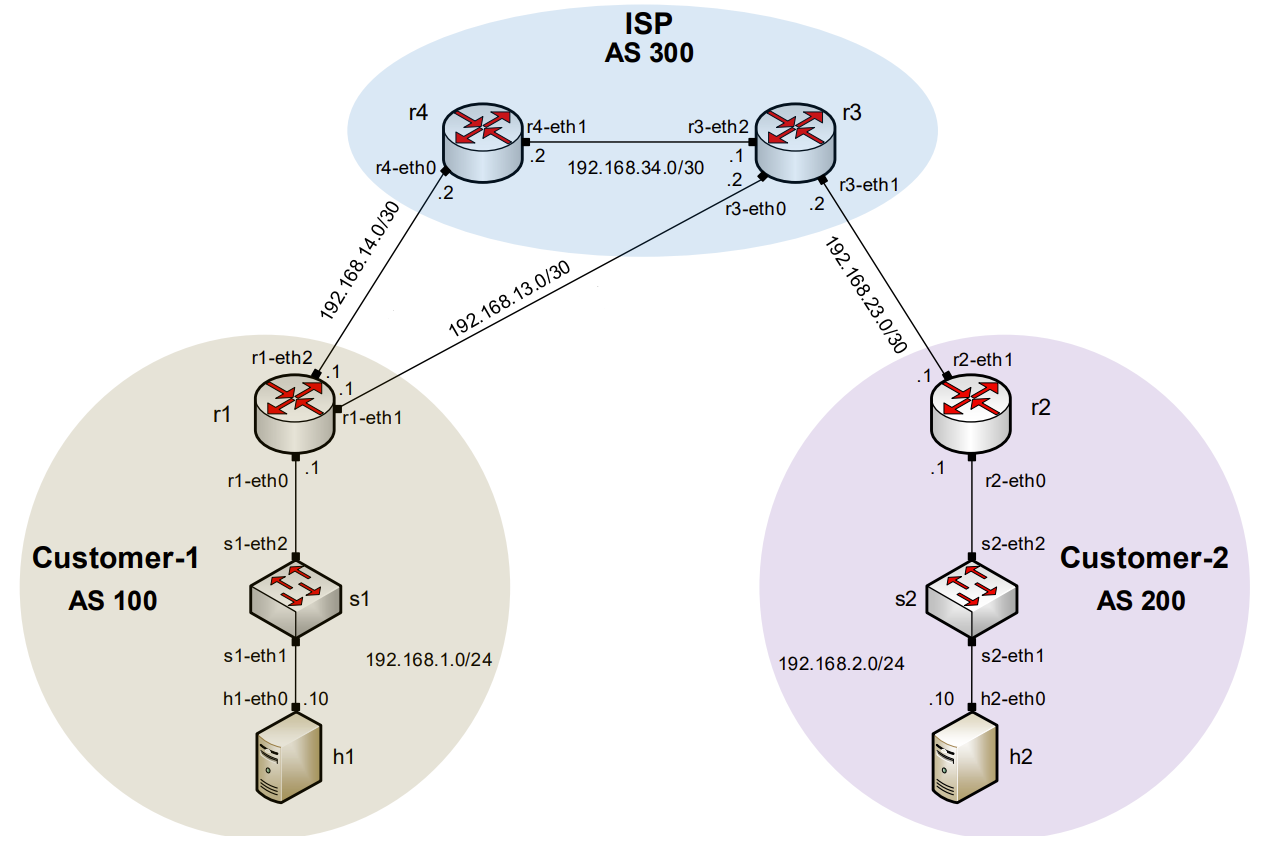 ISP
AS 300
r4
r3
r4-eth1
r3-eth2
.2
.1
192.168.34.0/30
r4-eth0
.2
.2
r3-eth0
r3-eth1
.2
192.168.14.0/30
192.168.13.0/30
192.168.23.0/30
r1-eth2
.1
.1
r1
r1-eth1
r2-eth1
.1
r2
.1
r1-eth0
.1
r2-eth0
s1-eth2
s2-eth2
Customer-1
AS 100
s1
Customer-2
AS 200
s2
s1-eth1
192.168.1.0/24
192.168.2.0/24
s2-eth1
h1-eth0
.10
.10
h2-eth0
h1
h2